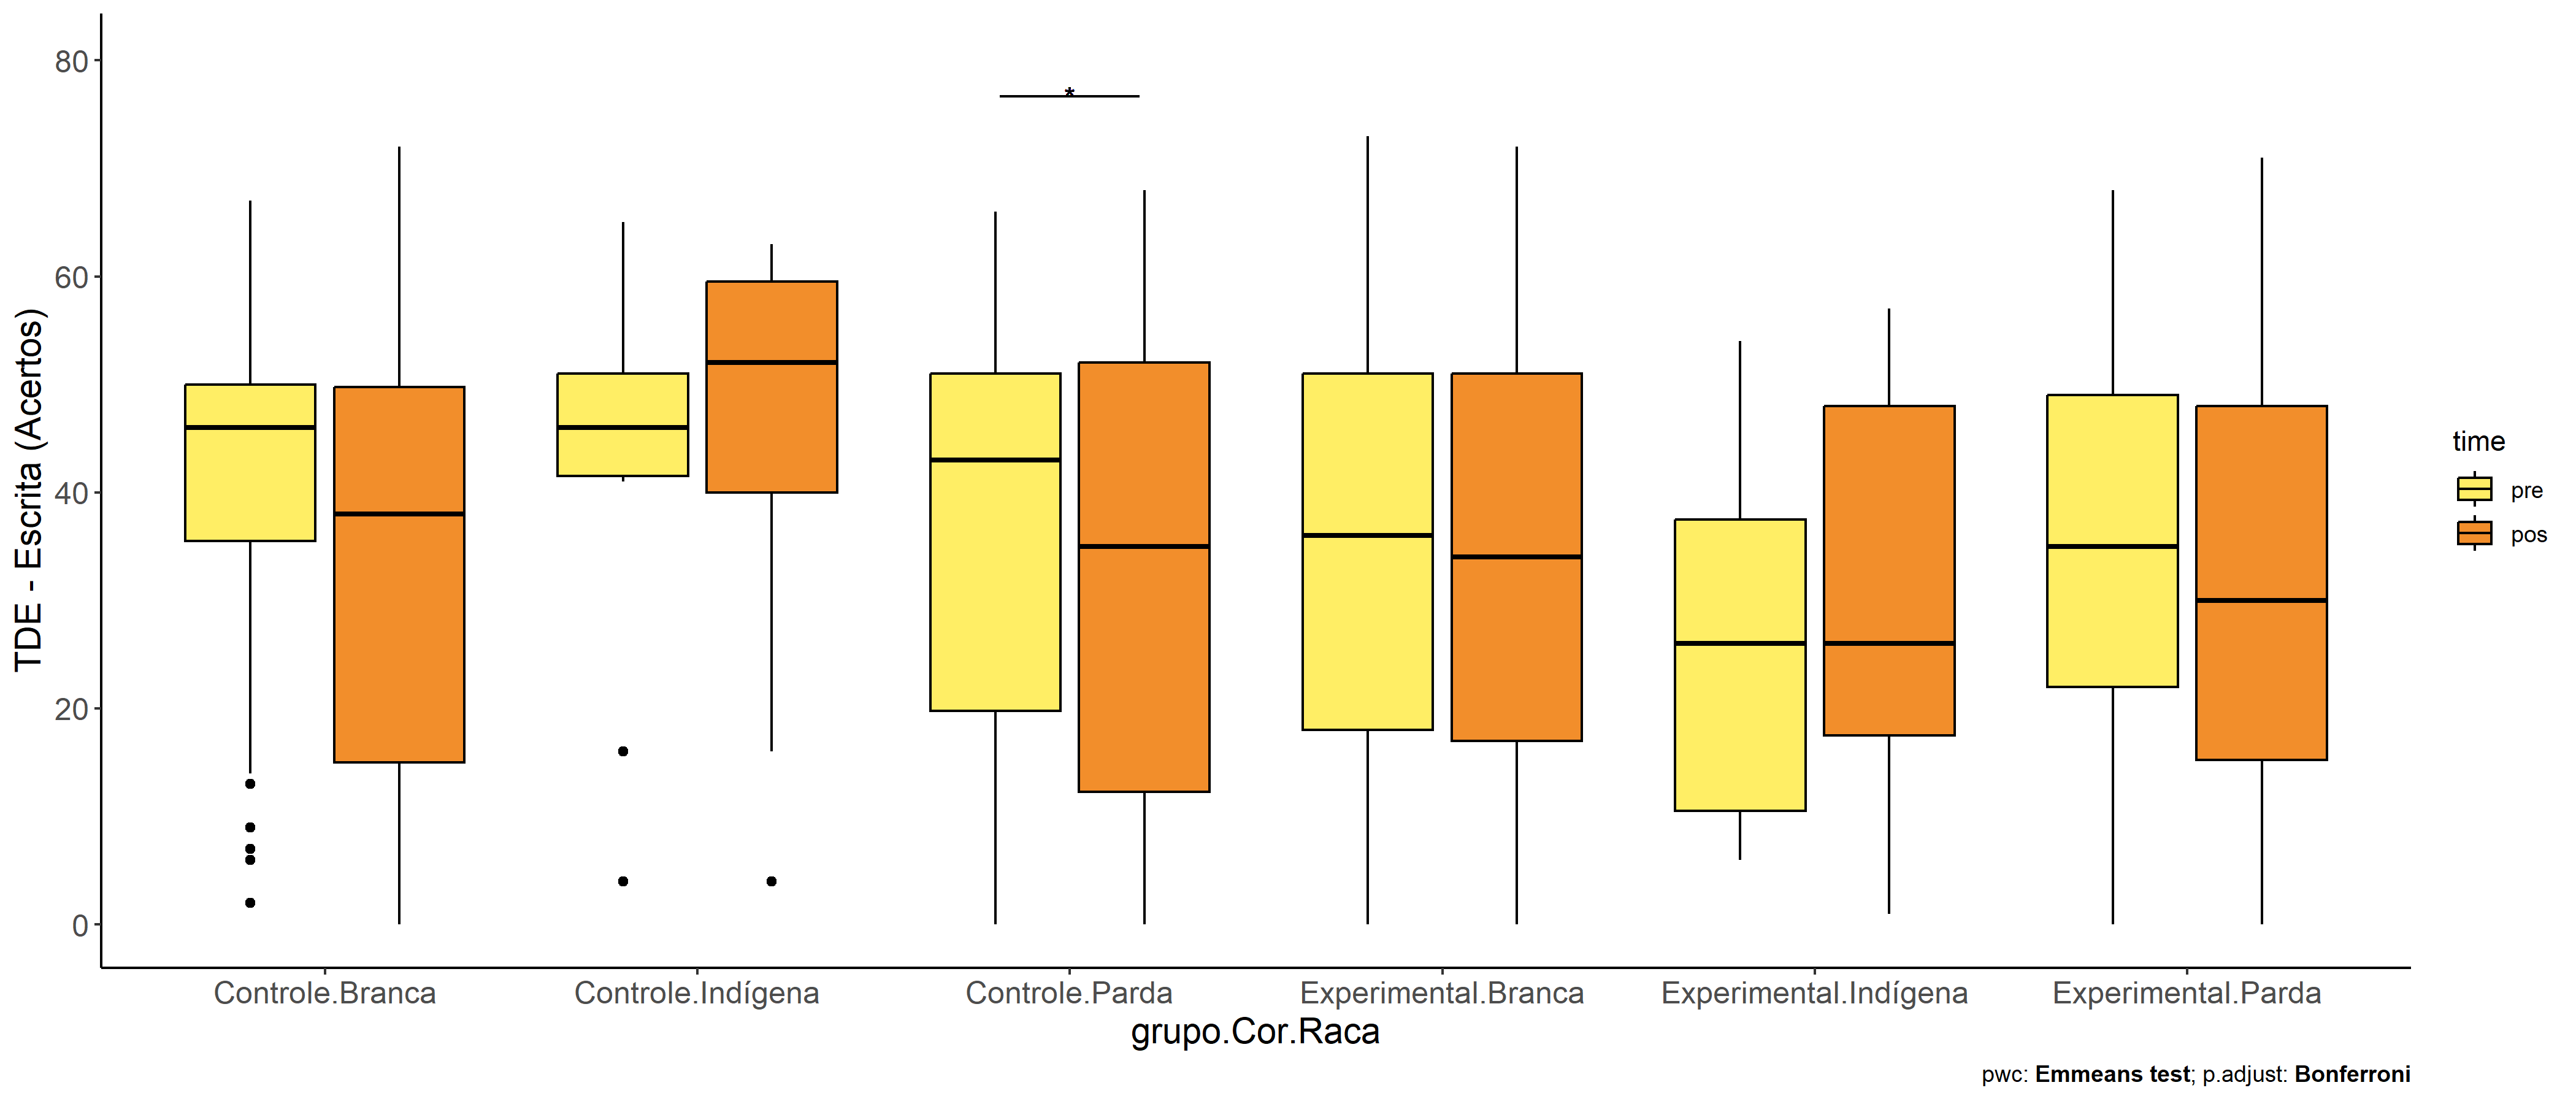 80
60
40
20
0
TDE - Escrita (Acertos)
*
Controle.Branca
Controle.Indígena
Controle.Parda
Experimental.Branca
Experimental.Indígena
Experimental.Parda
grupo.Cor.Raca
time
pre
pos
pwc: Emmeans test; p.adjust: Bonferroni